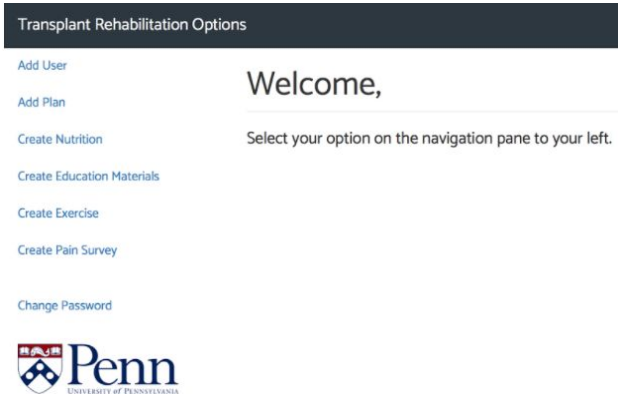 Transplant Rehabilitation Options
Add User
Add Plan
Create Nutrition
Create Education Materials
Create Exercise
Create Pain Survey
Change Password
Welcome,
Select your option on the navigation pane to your left.
Penn
UNIVERSITY OF PENNSYLVANIA